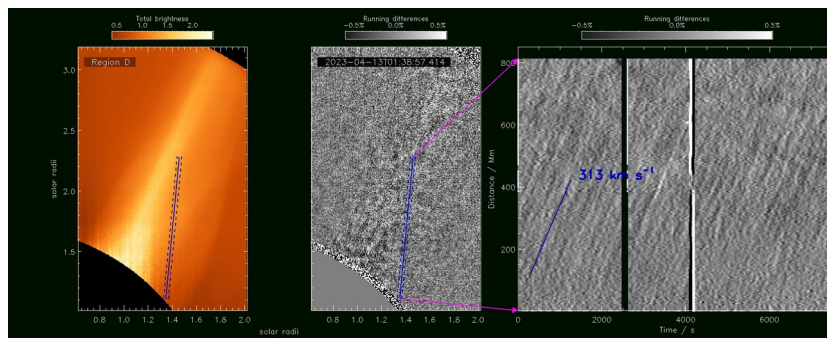 Total brightness
0.5 1.0 1.5 2.0
Running differences
-0.5% 0.0% 0.5%
Running differences
-0.5% 0.0% 0.5%
Region D
2023-04-13T01:38:57.414
3.0
2.5
2.0
1.5
solar radii
0.8 1.0 1.2 1.4 1.6 1.8 2.0
0.8 1.0 1.2 1.4 1.6 1.8 2.0
solar radii
800
600
400
200
Distance / Mm
313 km s⁻¹
0 2000 4000 6000
Time / s